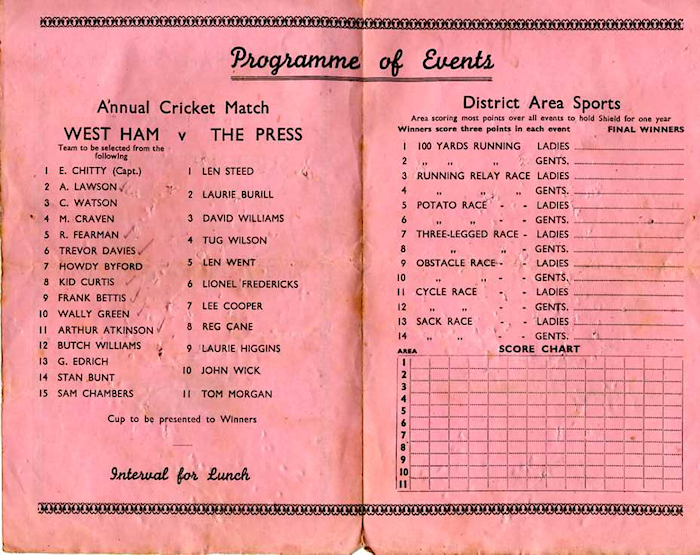 Programme of Events
Annual Cricket Match
WEST HAM v THE PRESS
Team to be selected from the
following
1 E. CHITTY (Capt.)
2 A. LAWSON
3 C. WATSON
4 M. CRAVEN
5 R. FEARMAN
6 TREVOR DAVIES
7 HOWDY BYFORD
8 KID CURTIS
9 FRANK BETTIS
10 WALLY GREEN
11 ARTHUR ATKINSON
12 BUTCH WILLIAMS
13 G. EDRICH
14 STAN BUNT
15 SAM CHAMBERS
1 LEN STEED
2 LAURIE BURILL
3 DAVID WILLIAMS
4 TUG WILSON
5 LEN WENT
6 LIONEL FREDERICKS
7 LEE COOPER
8 REG CANE
9 LAURIE HIGGINS
10 JOHN WICK
11 TOM MORGAN
Cup to be presented to Winners
Interval for Lunch
District Area Sports
Area scoring most points over all events to hold Shield for one year
Winners score three points in each event FINAL WINNERS
1 100 YARDS RUNNING LADIES
2 ,, ,, ,, GENTS.
3 RUNNING RELAY RACE LADIES
4 ,, ,, ,, GENTS.
5 POTATO RACE - - LADIES
6 ,, ,, - - GENTS.
7 THREE-LEGGED RACE - LADIES
8 ,, ,, - GENTS.
9 OBSTACLE RACE - - LADIES
10 ,, ,, - - GENTS.
11 CYCLE RACE - - LADIES
12 ,, ,, - - GENTS.
13 SACK RACE - - LADIES
14 ,, ,, - - GENTS.
AREA SCORE CHART
1
2
3
4
5
6
7
8
9
10
11